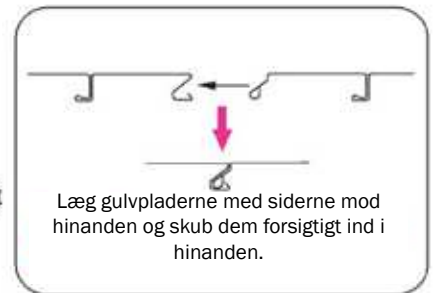 Læg gulvpladerne med siderne mod
hinanden og skub dem forsigtigt ind i
hinanden.